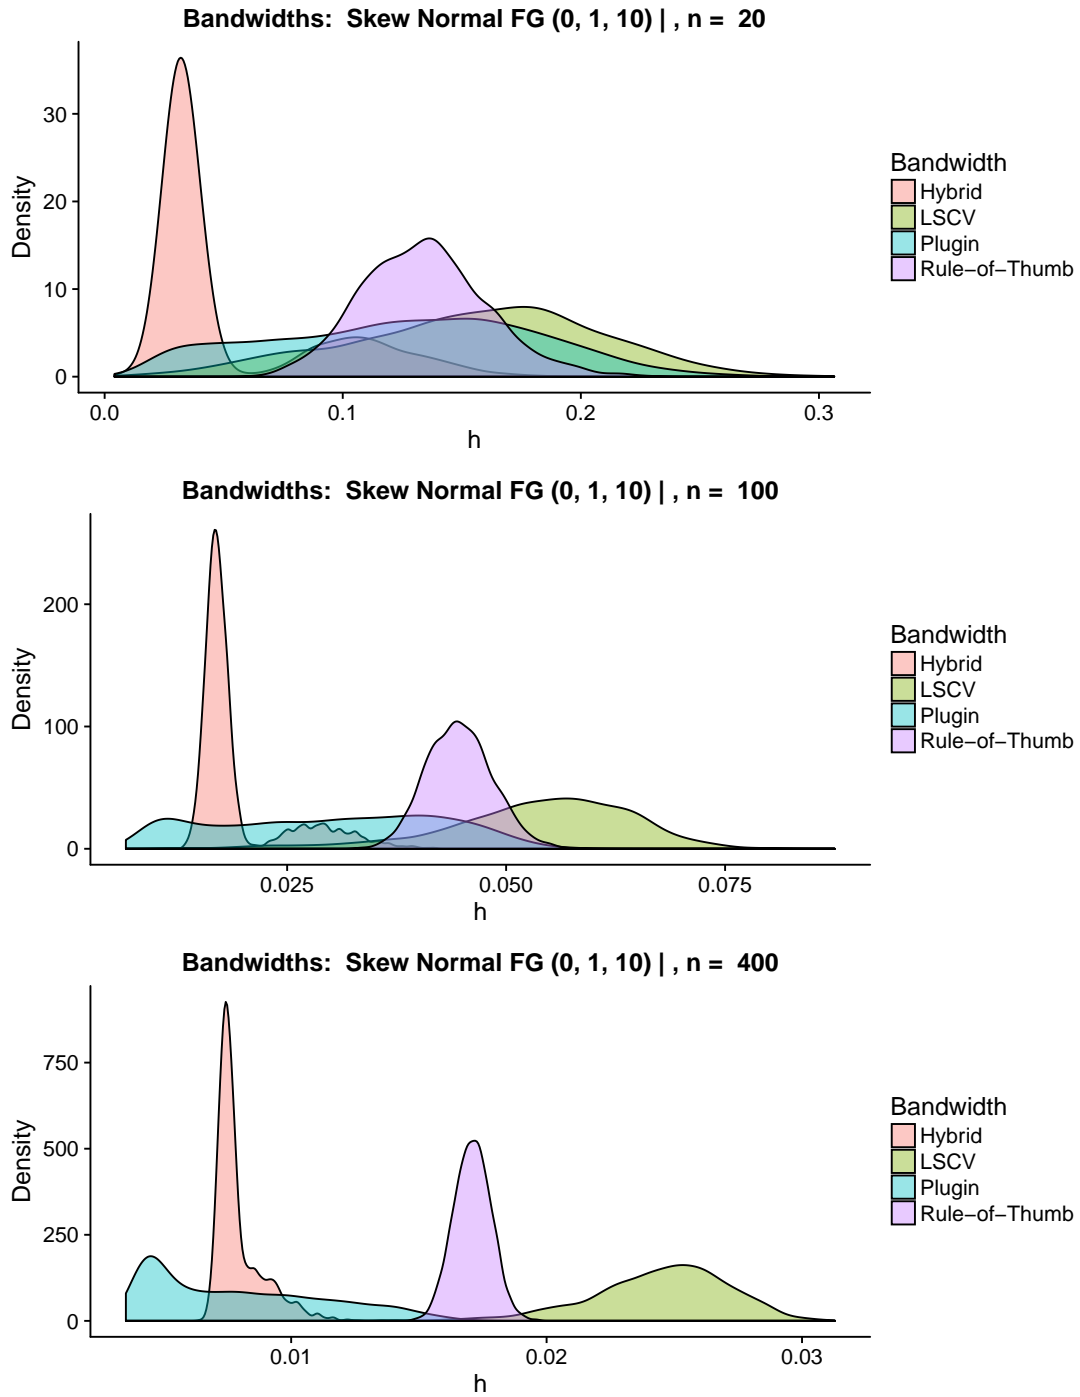 Bandwidths:  Skew Normal FG (0, 1, 10) | , n =  20
30
20
10
0
Density
0.0 0.1 0.2 0.3
h
Bandwidth
Hybrid
LSCV
Plugin
Rule−of−Thumb
Bandwidths:  Skew Normal FG (0, 1, 10) | , n =  100
200
100
0
Density
0.025 0.050 0.075
h
Bandwidth
Hybrid
LSCV
Plugin
Rule−of−Thumb
Bandwidths:  Skew Normal FG (0, 1, 10) | , n =  400
750
500
250
0
Density
0.01 0.02 0.03
h
Bandwidth
Hybrid
LSCV
Plugin
Rule−of−Thumb